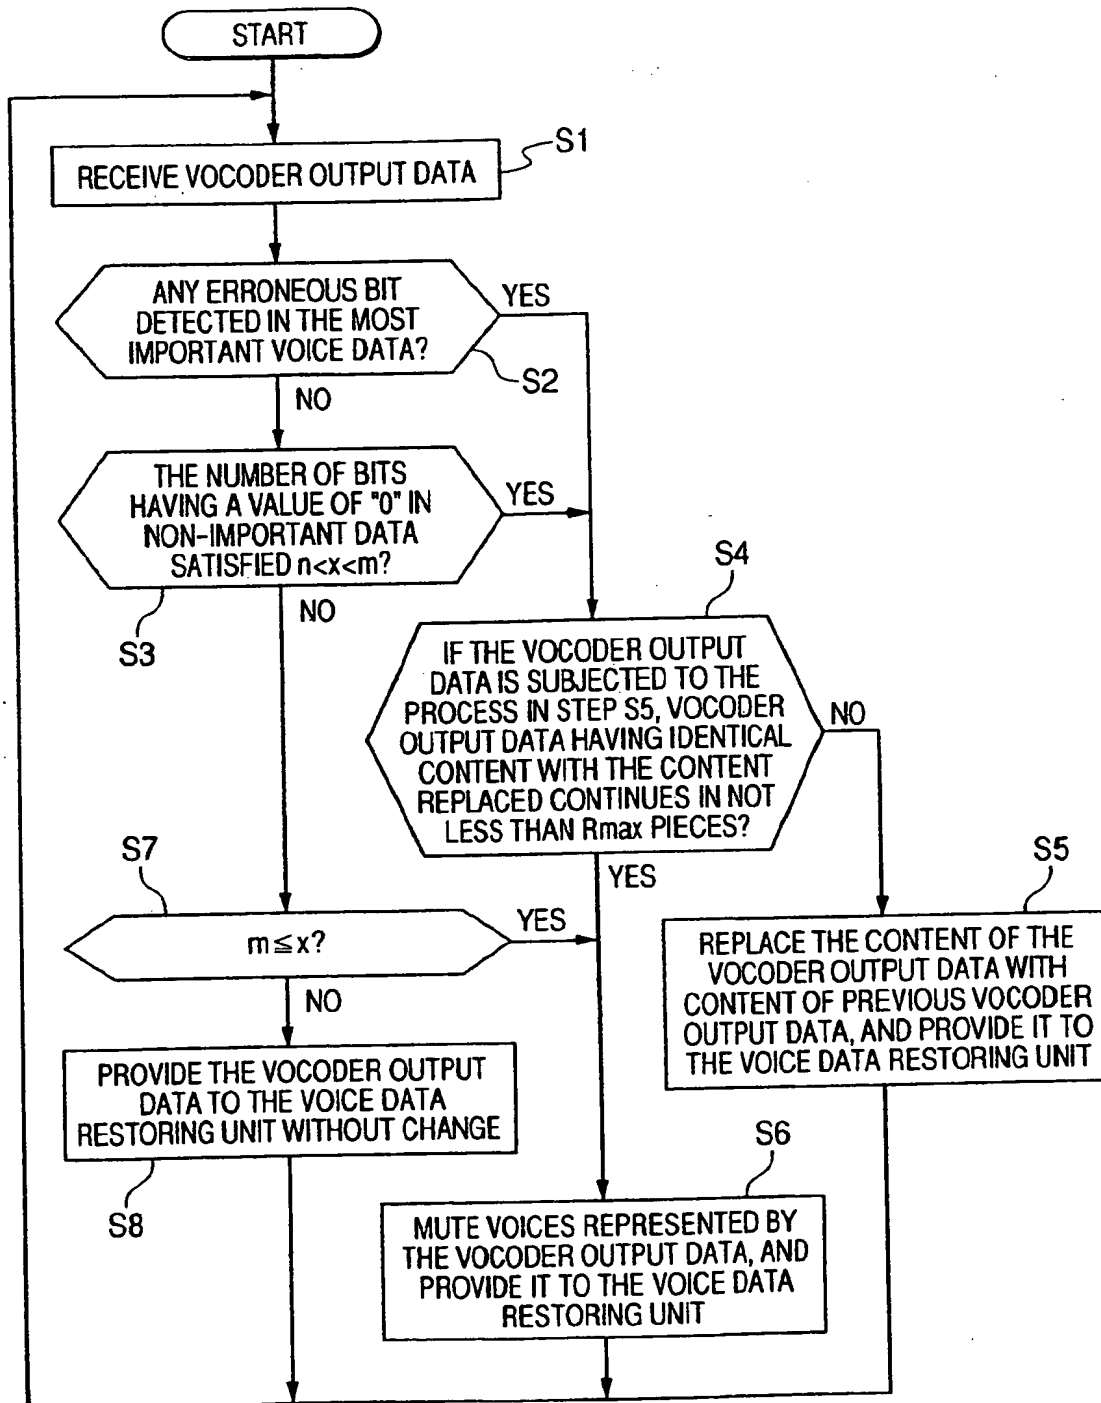 START
S1
RECEIVE VOCODER OUTPUT DATA
ANY ERRONEOUS BIT
DETECTED IN THE MOST
IMPORTANT VOICE DATA?
YES
S2
NO
THE NUMBER OF BITS
HAVING A VALUE OF "0" IN
NON-IMPORTANT DATA
SATISFIED n<x<m?
YES
S3
NO
S4
IF THE VOCODER OUTPUT
DATA IS SUBJECTED TO THE
PROCESS IN STEP S5, VOCODER
OUTPUT DATA HAVING IDENTICAL
CONTENT WITH THE CONTENT
REPLACED CONTINUES IN NOT
LESS THAN Rmax PIECES?
NO
YES
S7
m≦x?
YES
NO
S5
REPLACE THE CONTENT OF THE
VOCODER OUTPUT DATA WITH
CONTENT OF PREVIOUS VOCODER
OUTPUT DATA, AND PROVIDE IT TO
THE VOICE DATA RESTORING UNIT
PROVIDE THE VOCODER OUTPUT
DATA TO THE VOICE DATA
RESTORING UNIT WITHOUT CHANGE
S8
S6
MUTE VOICES REPRESENTED BY
THE VOCODER OUTPUT DATA, AND
PROVIDE IT TO THE VOICE DATA
RESTORING UNIT